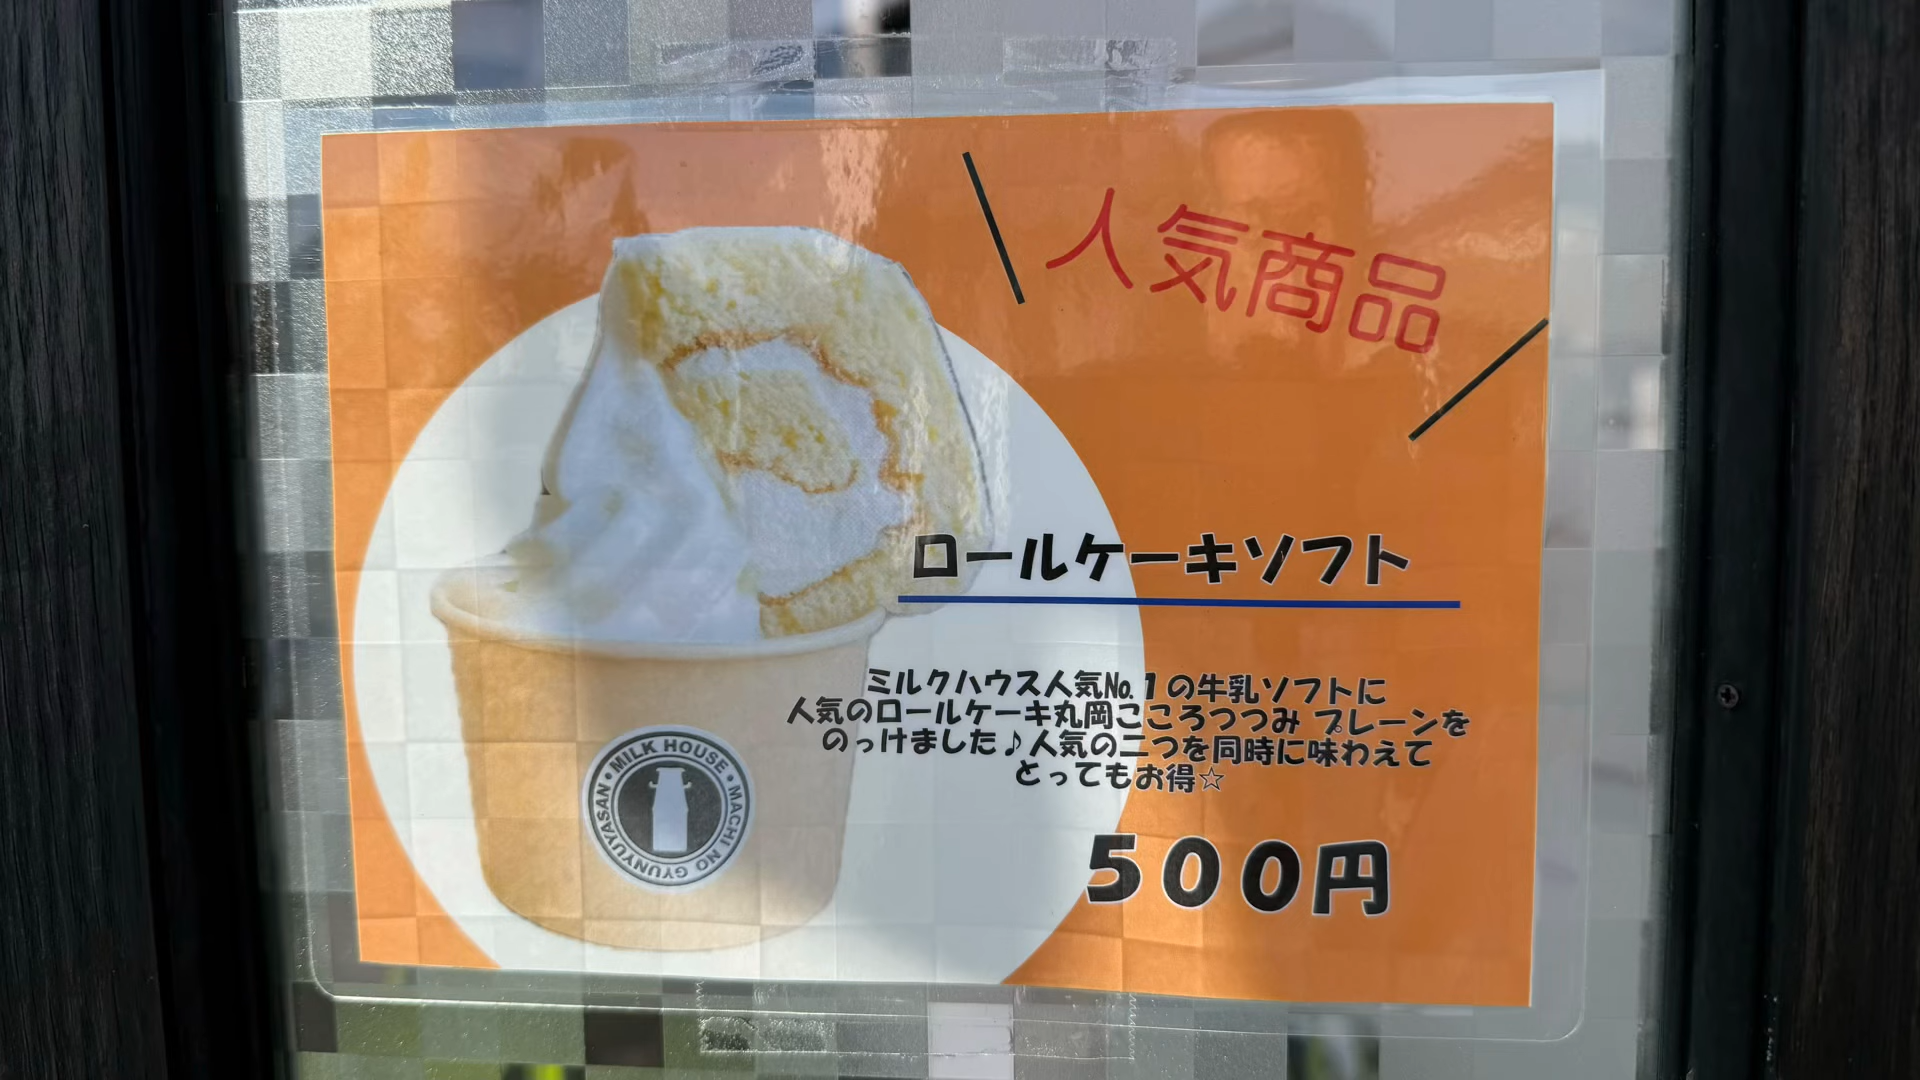 人気商品
ロールケーキソフト
ミルクハウス人気№１の牛乳ソフトに
人気のロールケーキ丸岡こころつつみ プレーンを
のっけました♪人気の二つを同時に味わえて
とってもお得☆
５００円
MILK HOUSE・MACHI NO GYUNYUYASAN・